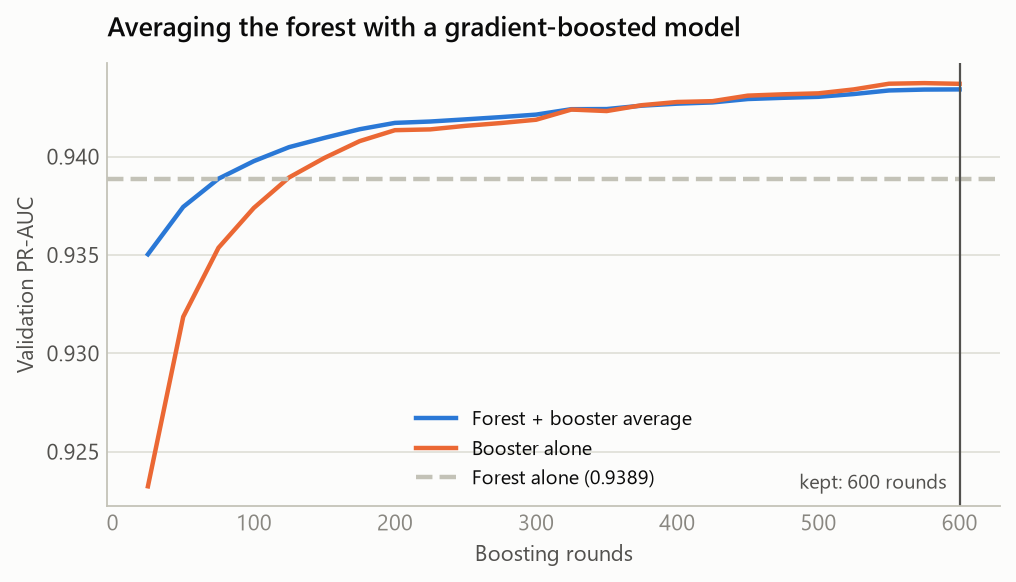 Averaging the forest with a gradient-boosted model
Validation PR-AUC
0.940
0.935
0.930
0.925
Forest + booster average
Booster alone
Forest alone (0.9389)
kept: 600 rounds
0 100 200 300 400 500 600
Boosting rounds